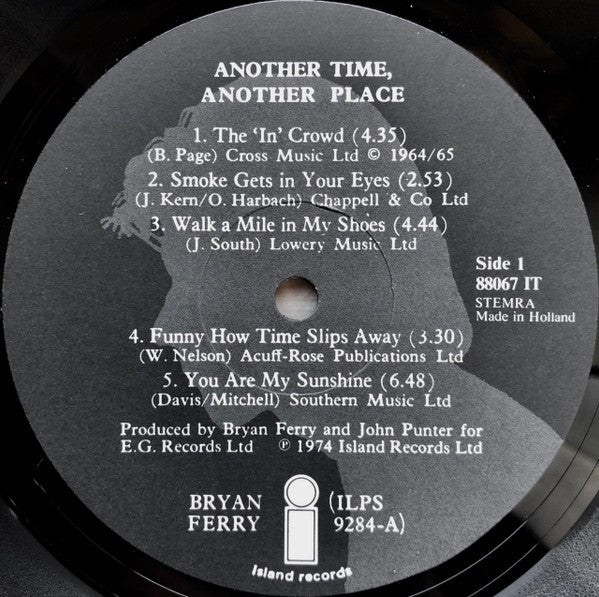 ANOTHER TIME,
ANOTHER PLACE
1. The 'In' Crowd (4.35)
(B. Page) Cross Music Ltd © 1964/65
2. Smoke Gets in Your Eyes (2.53)
(J. Kern/O. Harbach) Chappell & Co Ltd
3. Walk a Mile in My Shoes (4.44)
(J. South) Lowery Music Ltd
Side 1
88067 IT
STEMRA
Made in Holland
4. Funny How Time Slips Away (3.30)
(W. Nelson) Acuff-Rose Publications Ltd
5. You Are My Sunshine (6.48)
(Davis/Mitchell) Southern Music Ltd
Produced by Bryan Ferry and John Punter for
E.G. Records Ltd ℗ 1974 Island Records Ltd
BRYAN
FERRY
i
(ILPS
9284-A)
Island records